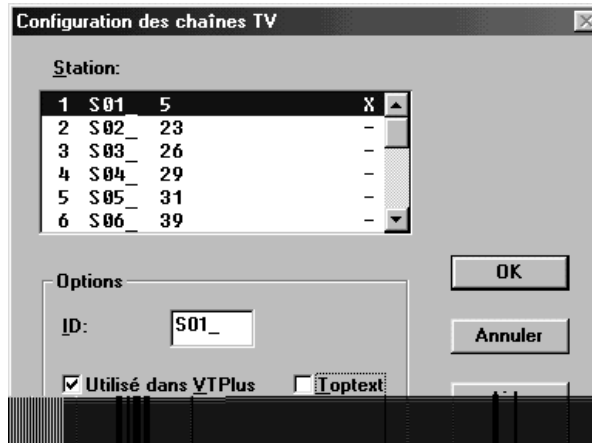 Configuration des chaînes TV
Station:
1 S01_ 5 X
2 S02_ 23 -
3 S03_ 26 -
4 S04_ 29 -
5 S05_ 31 -
6 S06_ 39 -
Options
OK
ID: S01_
Annuler
Utilisé dans VTPlus Toptext